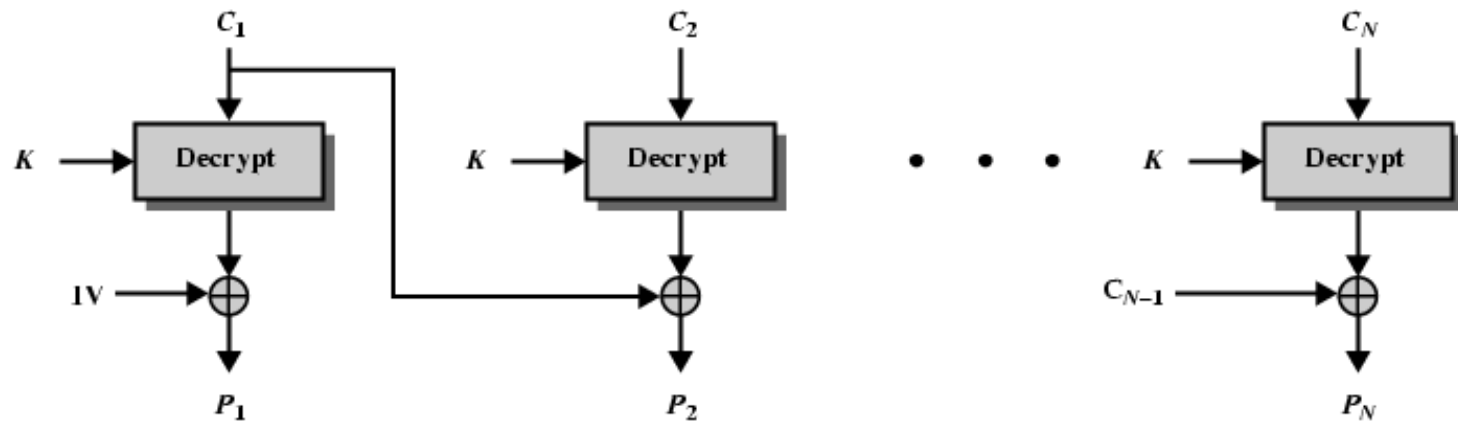 C1 C2 CN
K Decrypt K Decrypt • • • K Decrypt
IV CN–1
P1 P2 PN